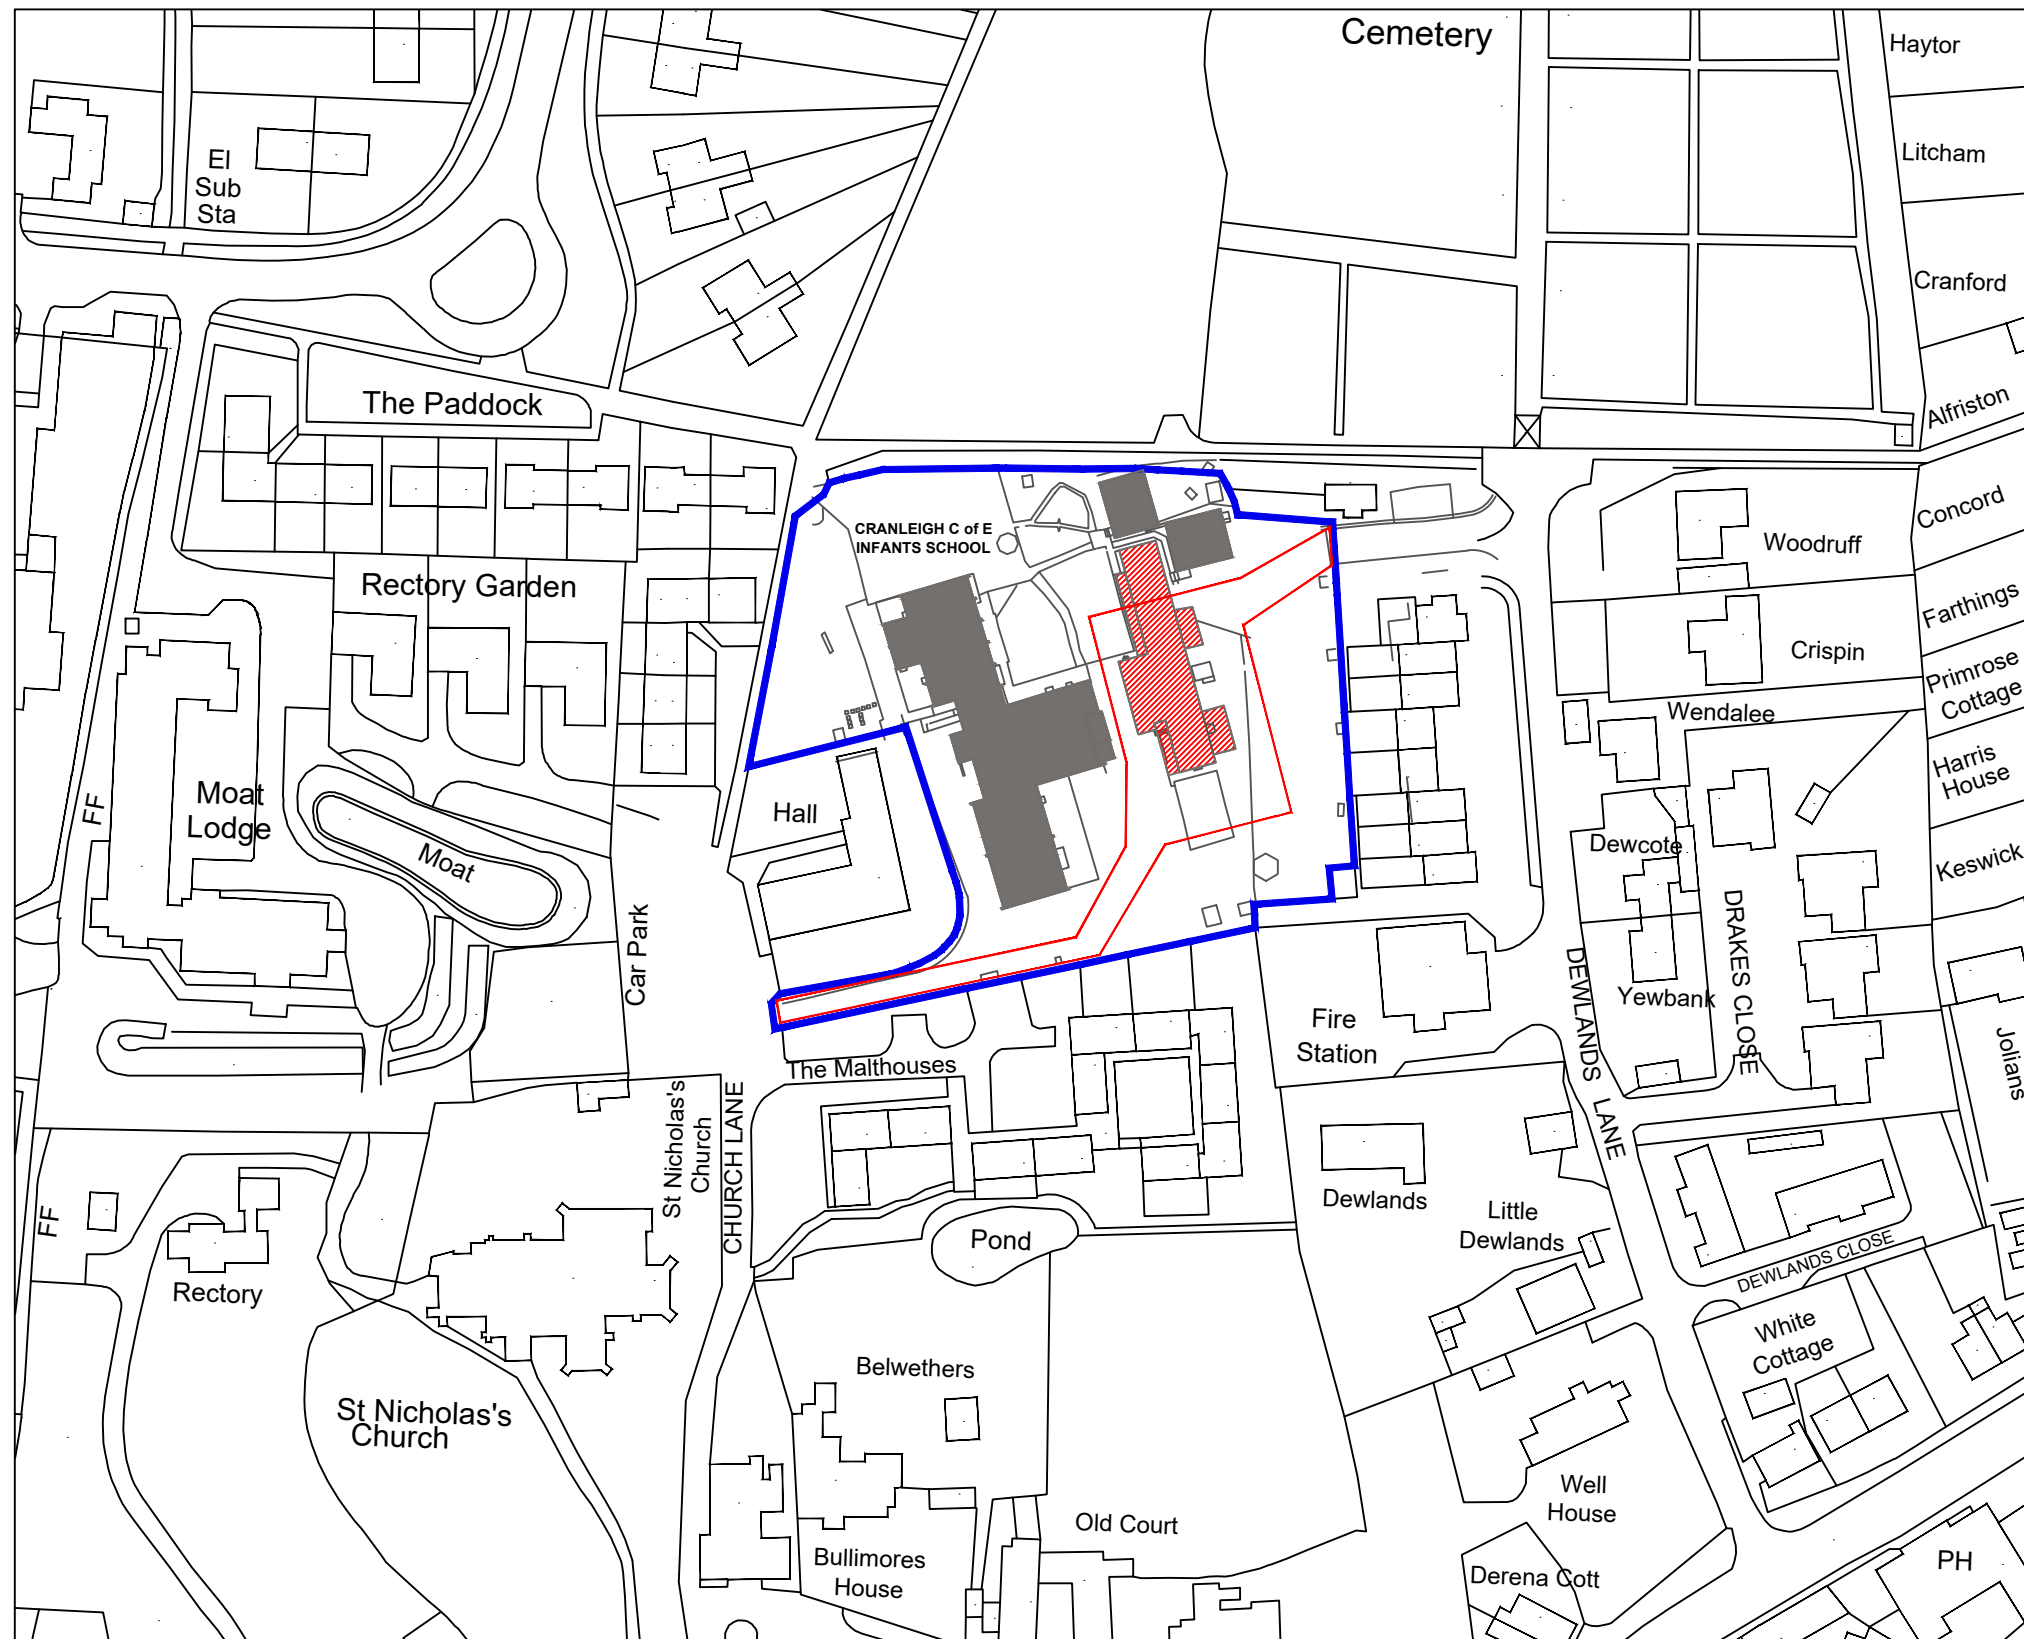 Cemetery
Haytor
El
Sub
Sta
Litcham
Cranford
The Paddock
Alfriston
CRANLEIGH C of E
INFANTS SCHOOL
Concord
Woodruff
Rectory Garden
Farthings
Crispin
Primrose
Cottage
Wendalee
Harris
House
FF
Moat
Lodge
Hall
Moat
Dewcote
Keswick
Car Park
DRAKES CLOSE
DEWLANDS LANE
Yewbank
Fire
Station
Jolians
The Malthouses
St Nicholas's
Church
CHURCH LANE
FF
Dewlands
Little
Dewlands
Pond
Rectory
DEWLANDS CLOSE
White
Cottage
Belwethers
St Nicholas's
Church
Well
House
Old Court
Bullimores
House
Derena Cott
PH